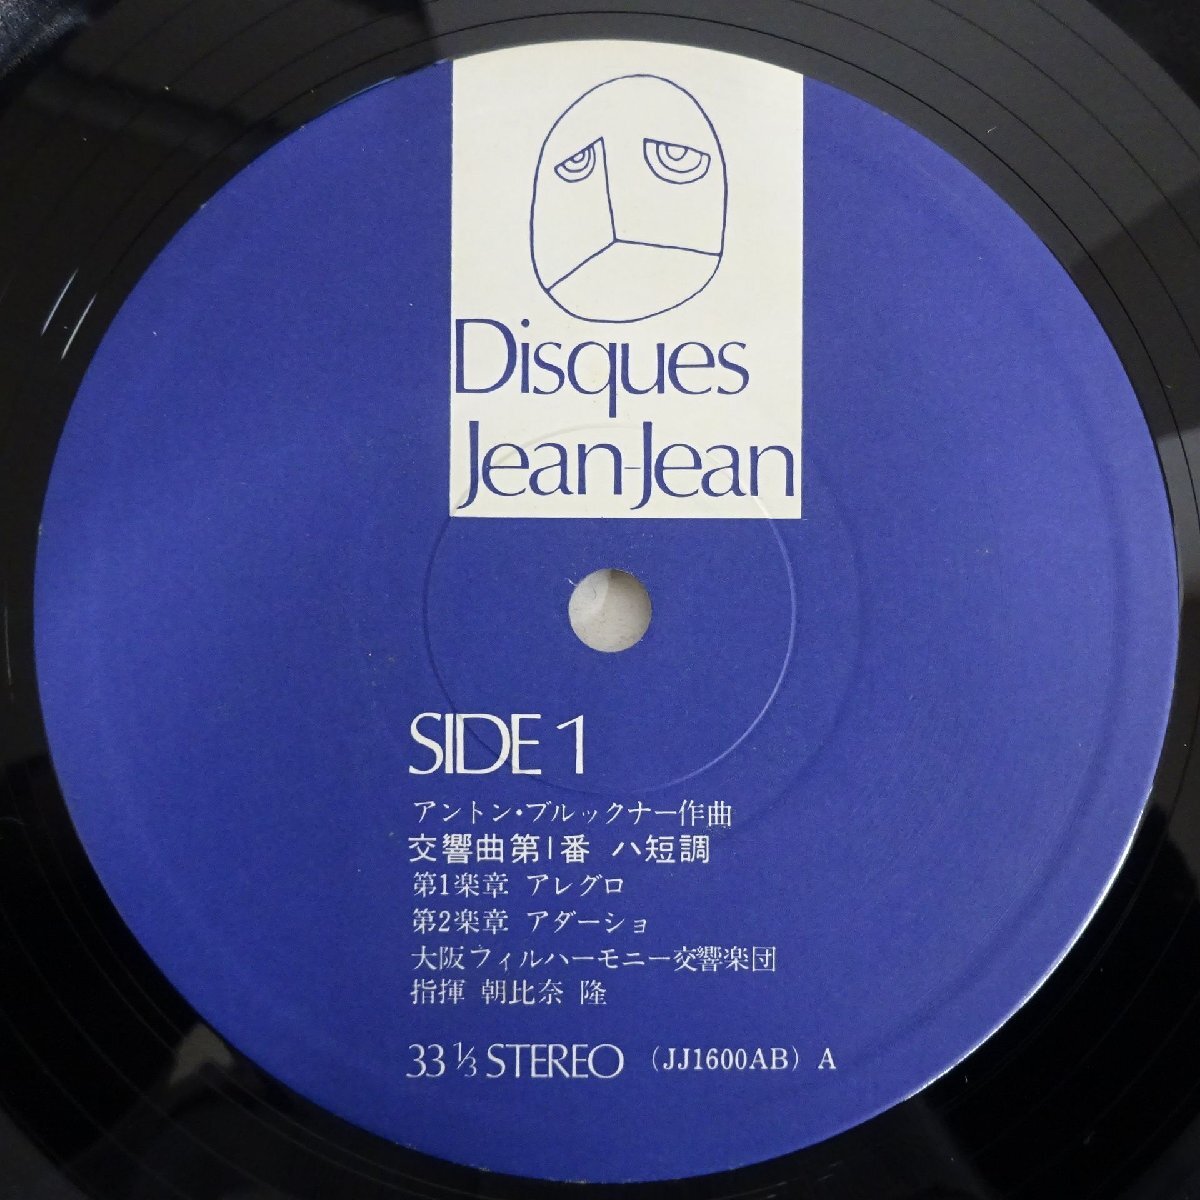 Disques
Jean-Jean
SIDE 1
アントン・ブルックナー作曲
交響曲第1番 ハ短調
第1楽章 アレグロ
第2楽章 アダージョ
大阪フィルハーモニー交響楽団
指揮 朝比奈 隆
33 1/3 STEREO (JJ1600AB) A